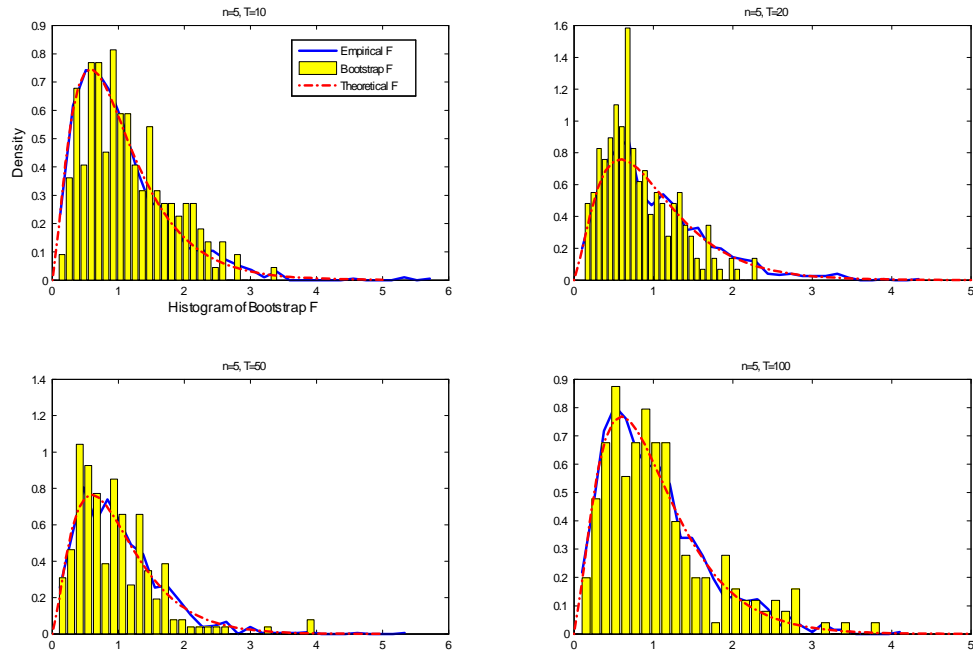 n=5, T=10
0.9
0.8
0.7
0.6
0.5
0.4
0.3
0.2
0.1
0
Density
Empirical F
Bootstrap F
Theoretical F
0 1 2 3 4 5 6
Histogram of Bootstrap F
n=5, T=20
1.6
1.4
1.2
1
0.8
0.6
0.4
0.2
0
0 1 2 3 4 5
n=5, T=50
1.4
1.2
1
0.8
0.6
0.4
0.2
0
0 1 2 3 4 5 6
n=5, T=100
0.9
0.8
0.7
0.6
0.5
0.4
0.3
0.2
0.1
0
0 1 2 3 4 5